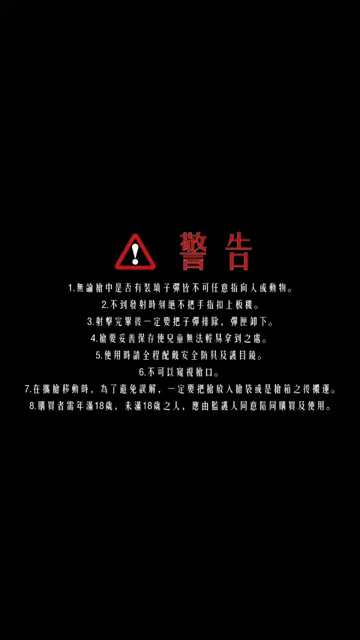 警告
1.無論槍中是否有裝填子彈皆不可任意指向人或動物。
2.不到發射時刻絕不把手指扣上板機。
3.射擊完單後一定要把子彈排除，彈匣卸下。
4.槍要妥善保存使兒童無法輕易拿到之處。
5.使用時請全程配戴安全防具及護目鏡。
6.不可以窺視槍口。
7.在攜槍移動時，為了避免誤解，一定要把槍放入槍袋或是槍箱之後搬運。
8.購買者需年滿18歲，未滿18歲之人，應由監護人同意陪同購買及使用。